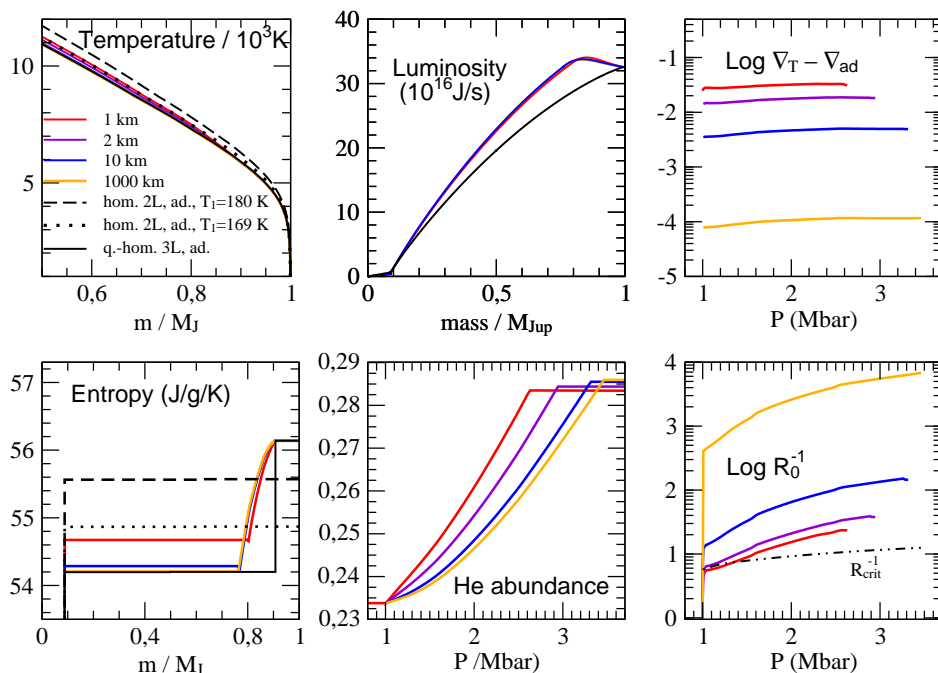 Temperature / 10³K
10
5
1 km
2 km
10 km
1000 km
hom. 2L, ad., T₁=180 K
hom. 2L, ad., T₁=169 K
q.-hom. 3L, ad.
0,6
0,8
1
m / M_J
Luminosity
(10¹⁶J/s)
40
30
20
10
0
0
0,5
1
mass / M_Jup
Log ∇_T − ∇_ad
-1
-2
-3
-4
-5
1
2
3
P (Mbar)
Entropy (J/g/K)
57
56
55
54
0
0,4
0,8
1
m / M_J
0,29
0,28
0,27
0,26
0,25
0,24
0,23
He abundance
1
2
3
P /Mbar)
4
3
2
1
0
Log R₀⁻¹
R_crit⁻¹
1
2
3
P (Mbar)